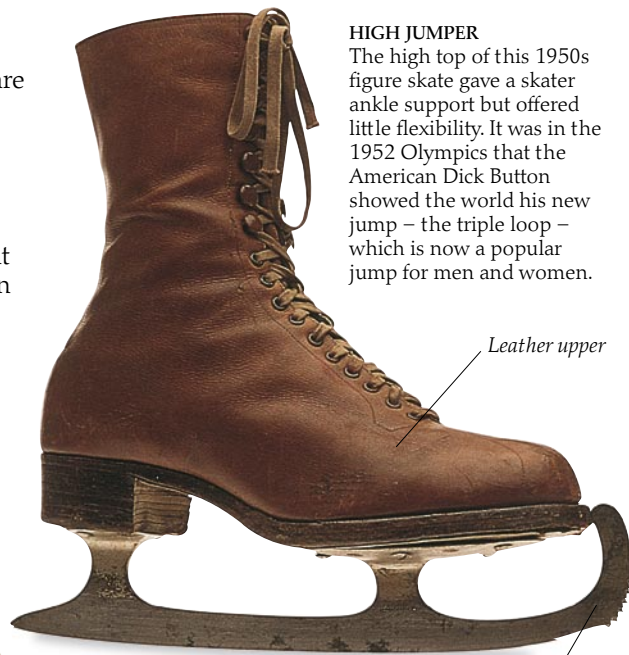 HIGH JUMPER
The high top of this 1950s
figure skate gave a skater
ankle support but offered
little flexibility. It was in the
1952 Olympics that the
American Dick Button
showed the world his new
jump – the triple loop –
which is now a popular
jump for men and women.
Leather upper